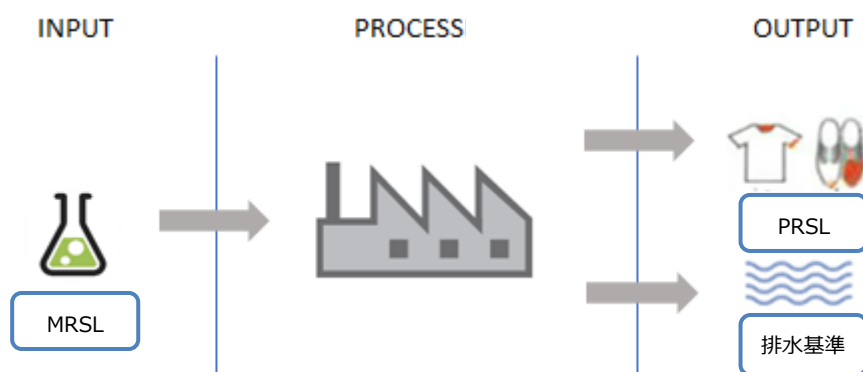 INPUT
PROCESS
OUTPUT
MRSL
PRSL
排水基準